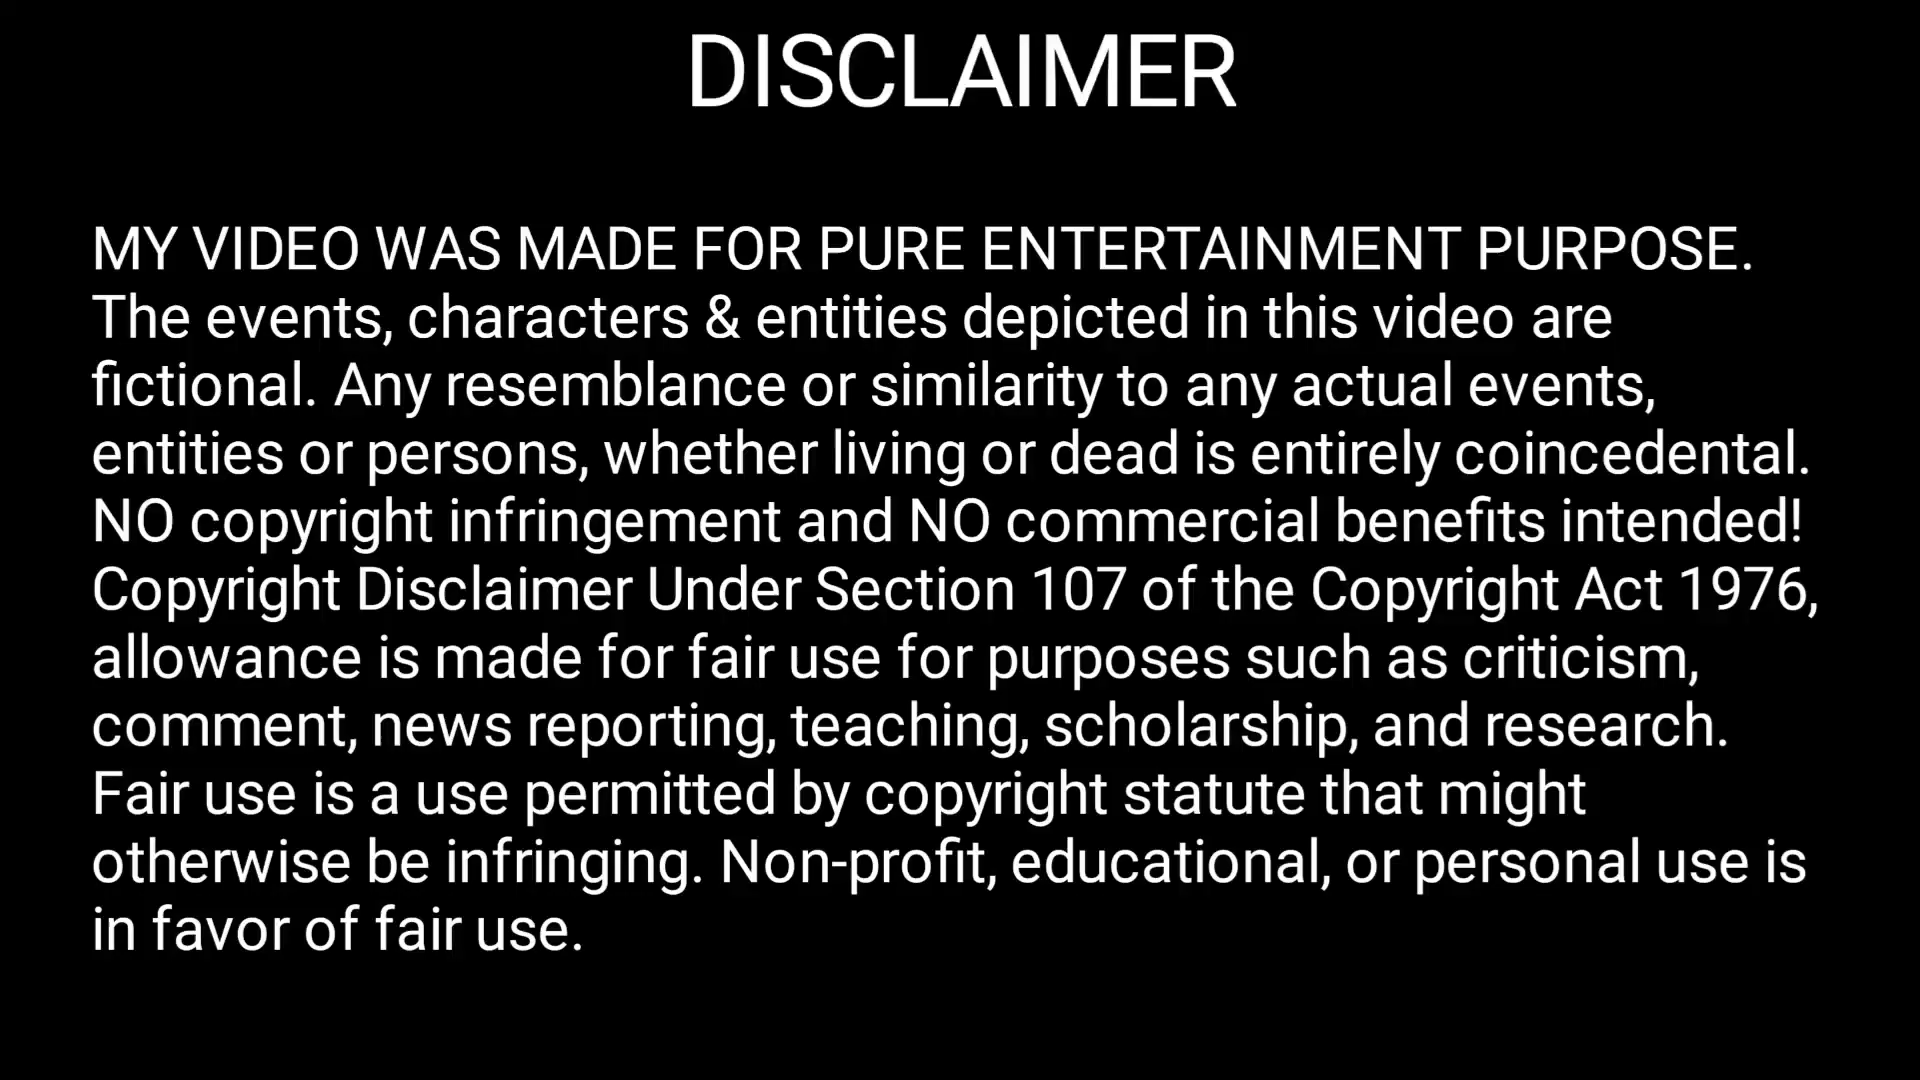 DISCLAIMER
MY VIDEO WAS MADE FOR PURE ENTERTAINMENT PURPOSE.
The events, characters & entities depicted in this video are
fictional. Any resemblance or similarity to any actual events,
entities or persons, whether living or dead is entirely coincedental.
NO copyright infringement and NO commercial benefits intended!
Copyright Disclaimer Under Section 107 of the Copyright Act 1976,
allowance is made for fair use for purposes such as criticism,
comment, news reporting, teaching, scholarship, and research.
Fair use is a use permitted by copyright statute that might
otherwise be infringing. Non-profit, educational, or personal use is
in favor of fair use.